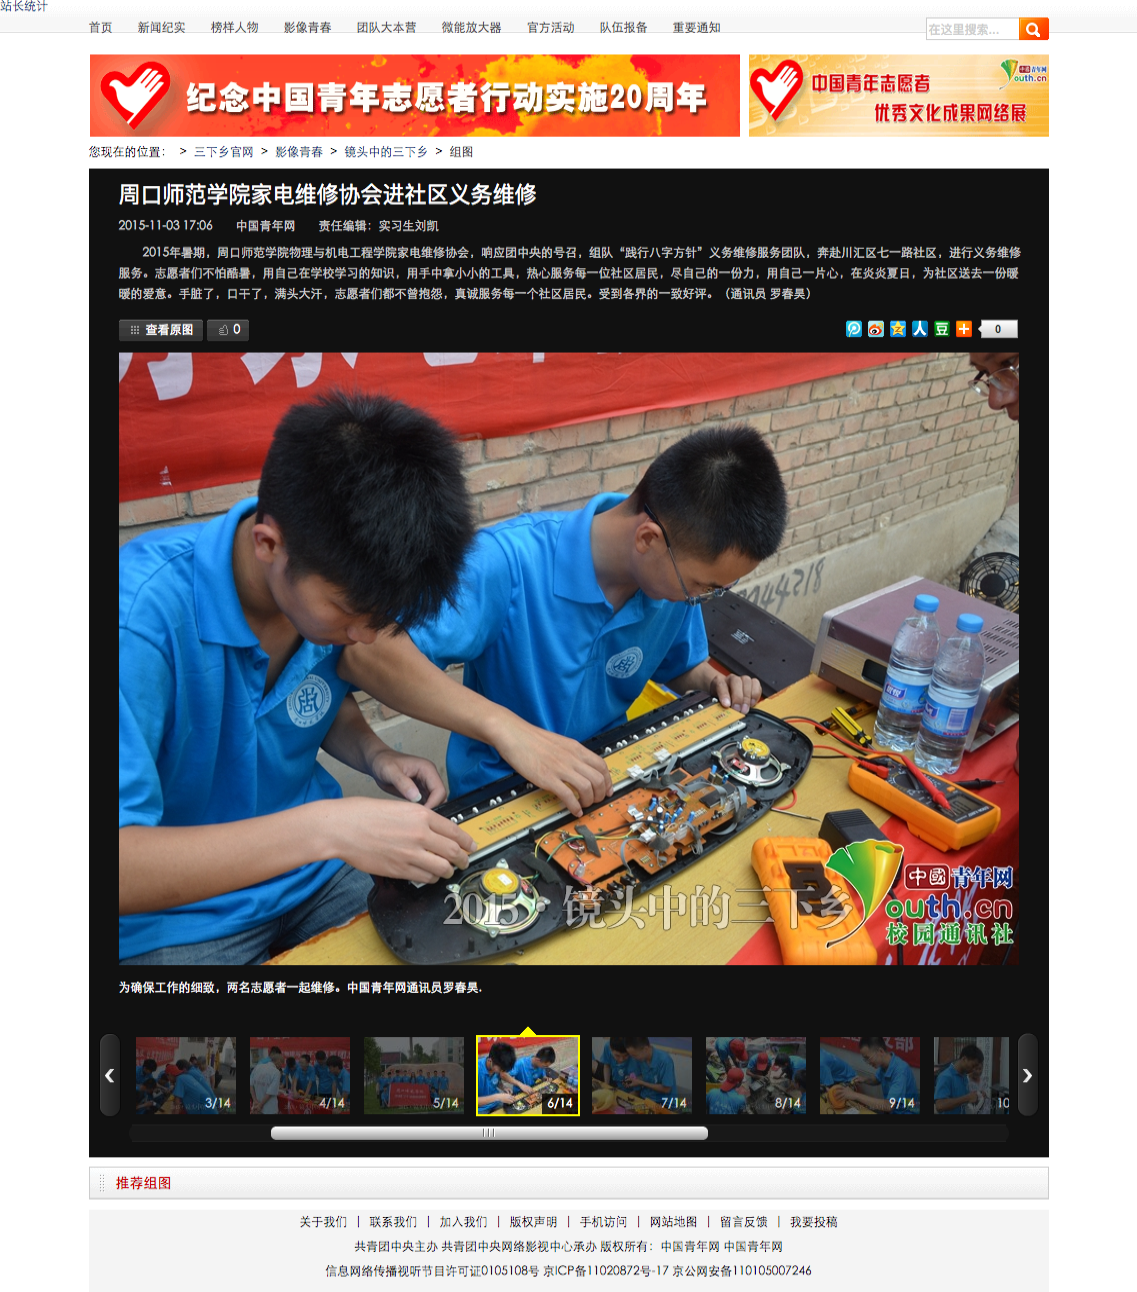 站长统计
首页 新闻纪实 榜样人物 影像青春 团队大本营 微能放大器 官方活动 队伍报备 重要通知
在这里搜索...
纪念中国青年志愿者行动实施20周年
中国青年志愿者
优秀文化成果网络展
中国青年网
outh.cn
您现在的位置： > 三下乡官网 > 影像青春 > 镜头中的三下乡 > 组图
周口师范学院家电维修协会进社区义务维修
2015-11-03 17:06 中国青年网 责任编辑：实习生刘凯
2015年暑期，周口师范学院物理与机电工程学院家电维修协会，响应团中央的号召，组队“践行八字方针”义务维修服务团队，奔赴川汇区七一路社区，进行义务维修
服务。志愿者们不怕酷暑，用自己在学校学习的知识，用手中拿小小的工具，热心服务每一位社区居民，尽自己的一份力，用自己一片心，在炎炎夏日，为社区送去一份暖
暖的爱意。手脏了，口干了，满头大汗，志愿者们都不曾抱怨，真诚服务每一个社区居民。受到各界的一致好评。（通讯员 罗春昊）
查看原图 0
人 豆 0
2015·镜头中的三下乡
中國青年网
outh.cn
校园通讯社
为确保工作的细致，两名志愿者一起维修。中国青年网通讯员罗春昊.
3/14 4/14 5/14 6/14 7/14 8/14 9/14 10
推荐组图
关于我们 | 联系我们 | 加入我们 | 版权声明 | 手机访问 | 网站地图 | 留言反馈 | 我要投稿
共青团中央主办 共青团中央网络影视中心承办 版权所有：中国青年网 中国青年网
信息网络传播视听节目许可证0105108号 京ICP备11020872号-17 京公网安备110105007246